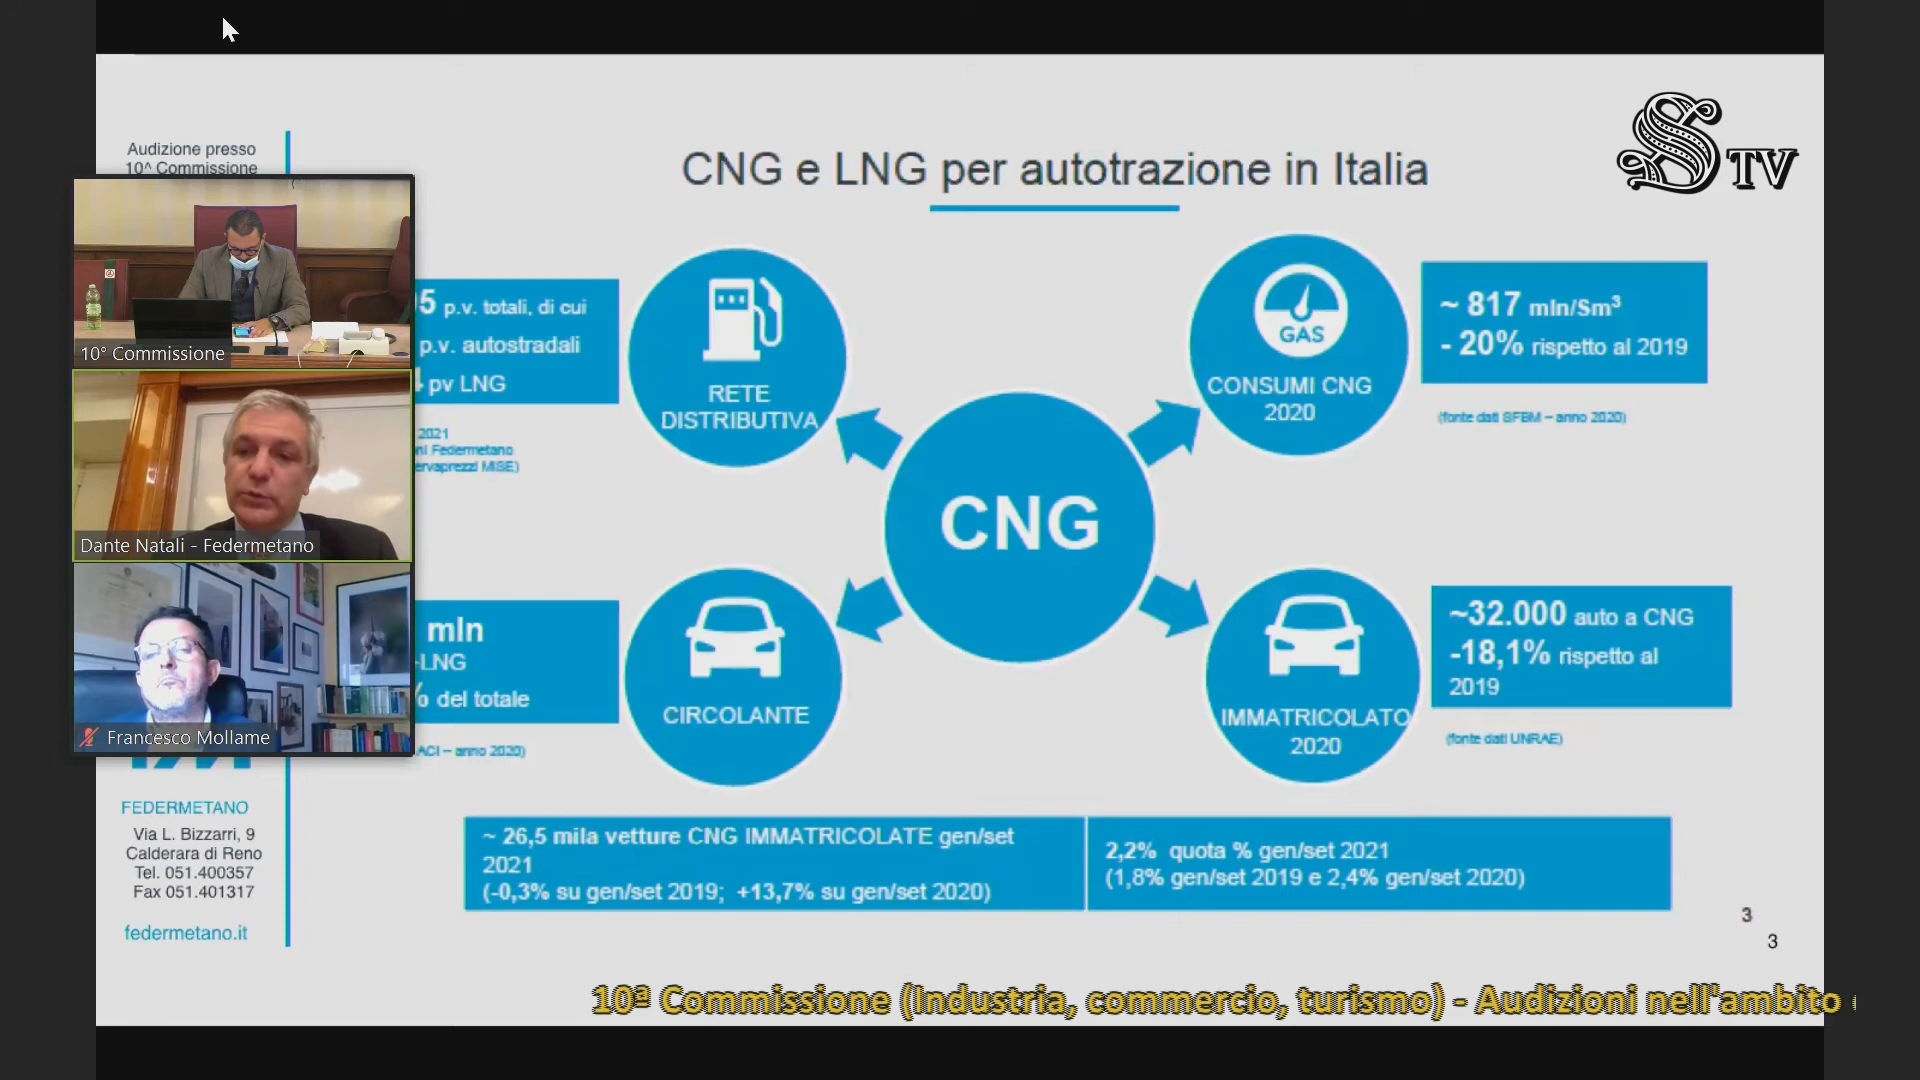 Audizione presso
10^ Commissione
CNG e LNG per autotrazione in Italia
S TV
10° Commissione
Dante Natali - Federmetano
Francesco Mollame
5 p.v. totali, di cui
p.v. autostradali
pv LNG
2021
Federmetano
MISE)
RETE
DISTRIBUTIVA
GAS
CONSUMI CNG
2020
~ 817 mln/Sm³
- 20% rispetto al 2019
(fonte dati SFBM – anno 2020)
CNG
mln
LNG
% del totale
ACI – anno 2020)
CIRCOLANTE
IMMATRICOLATO
2020
~32.000 auto a CNG
-18,1% rispetto al
2019
(fonte dati UNRAE)
FEDERMETANO
Via L. Bizzarri, 9
Calderara di Reno
Tel. 051.400357
Fax 051.401317
federmetano.it
~ 26,5 mila vetture CNG IMMATRICOLATE gen/set
2021
(-0,3% su gen/set 2019; +13,7% su gen/set 2020)
2,2% quota % gen/set 2021
(1,8% gen/set 2019 e 2,4% gen/set 2020)
3
3
10ª Commissione (Industria, commercio, turismo) - Audizioni nell'ambito